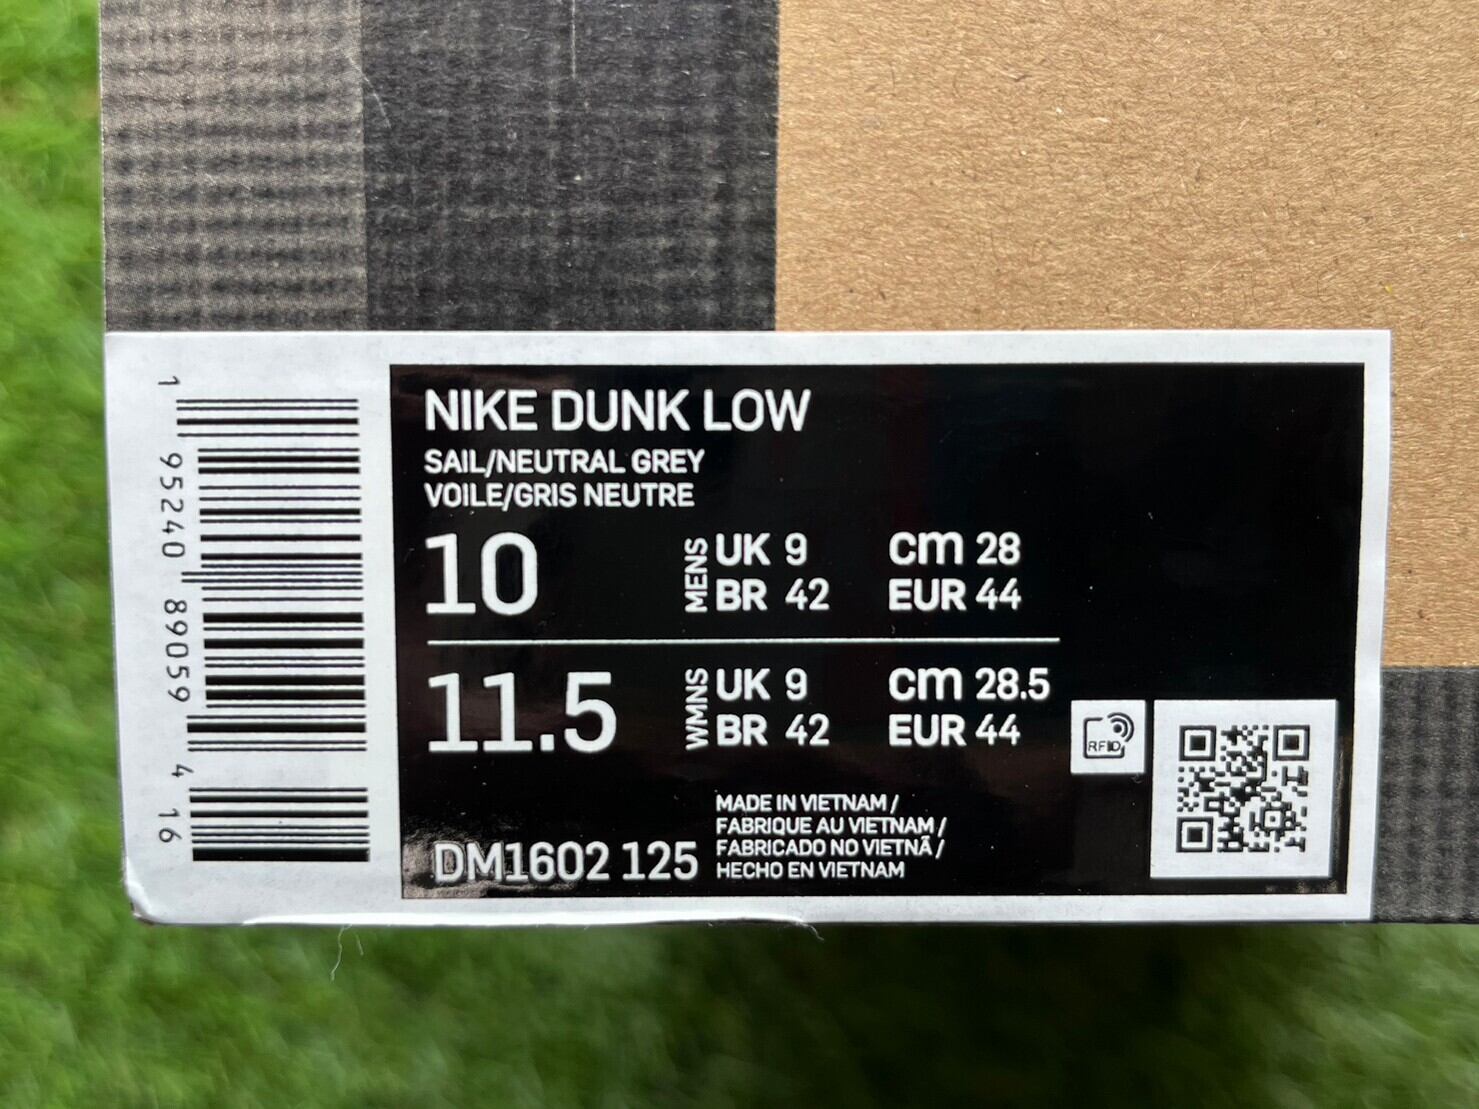 1 95240 89059 4 16
NIKE DUNK LOW
SAIL/NEUTRAL GREY
VOILE/GRIS NEUTRE
10 MENS UK 9 cm 28
BR 42 EUR 44
11.5 WMNS UK 9 cm 28.5
BR 42 EUR 44
RFID
DM1602 125
MADE IN VIETNAM /
FABRIQUE AU VIETNAM /
FABRICADO NO VIETNÃ /
HECHO EN VIETNAM